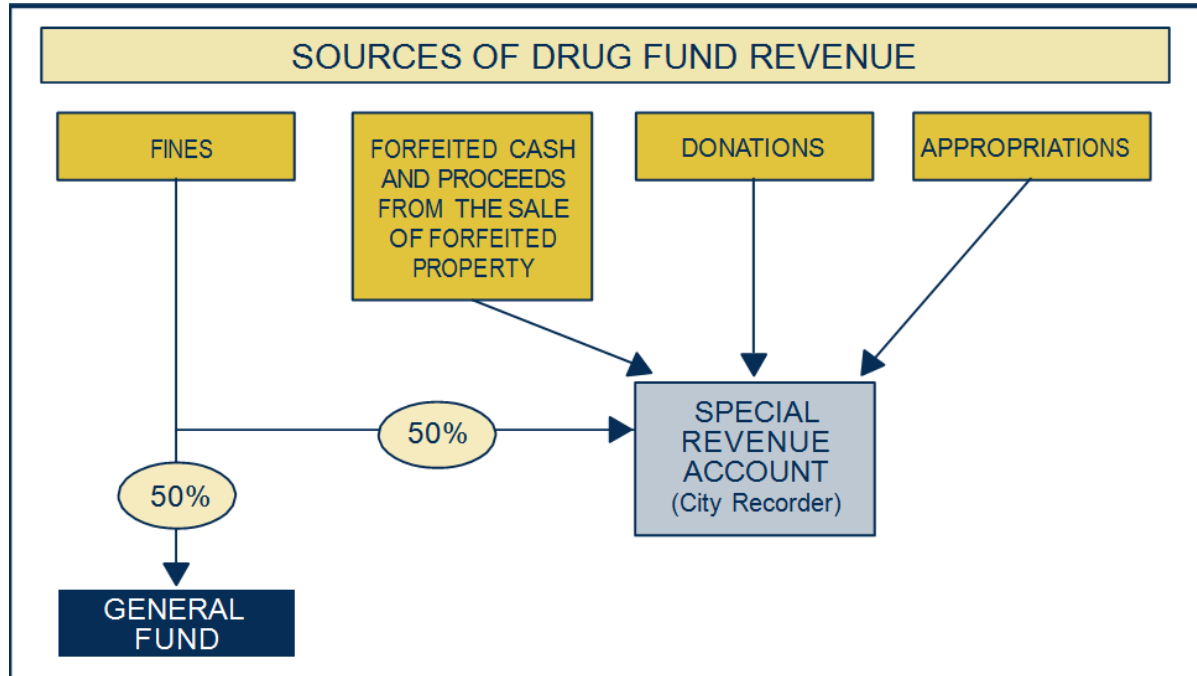 SOURCES OF DRUG FUND REVENUE
FINES
FORFEITED CASH
AND PROCEEDS
FROM THE SALE
OF FORFEITED
PROPERTY
DONATIONS
APPROPRIATIONS
50%
50%
SPECIAL
REVENUE
ACCOUNT
(City Recorder)
GENERAL
FUND